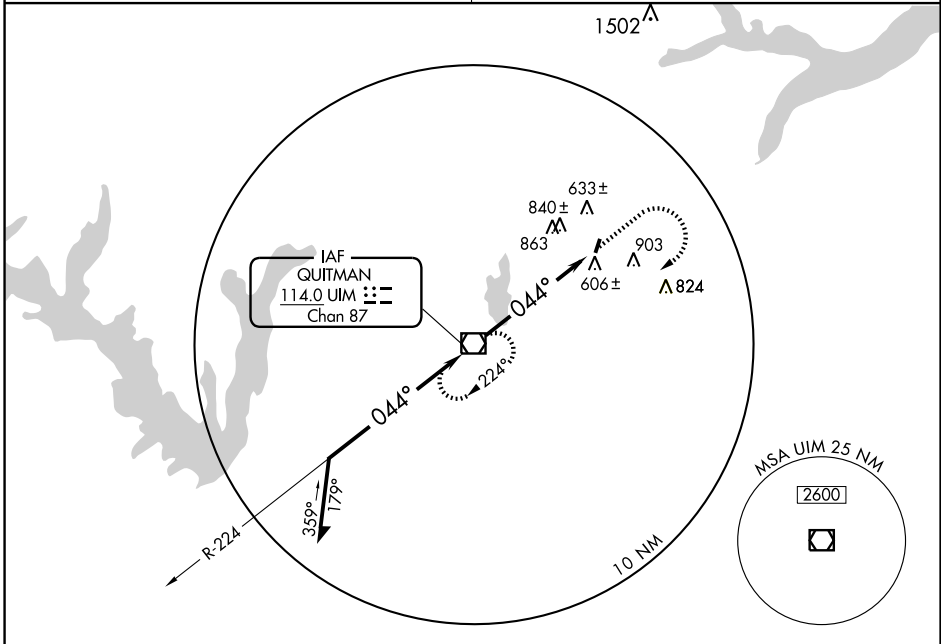 1502
633±
840±
863
903
606±
824
IAF
QUITMAN
114.0 UIM
Chan 87
044°
224°
044°
359°
179°
R-224
10 NM
MSA UIM 25 NM
2600